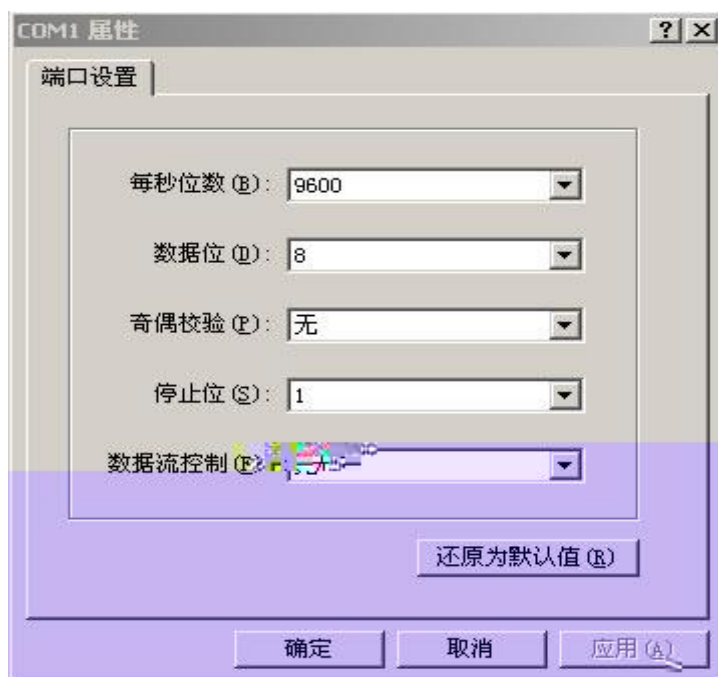 COM1 属性
端口设置
每秒位数(B): 9600
数据位(D): 8
奇偶校验(P): 无
停止位(S): 1
数据流控制(F):
还原为默认值(R)
确定 取消 应用(A)